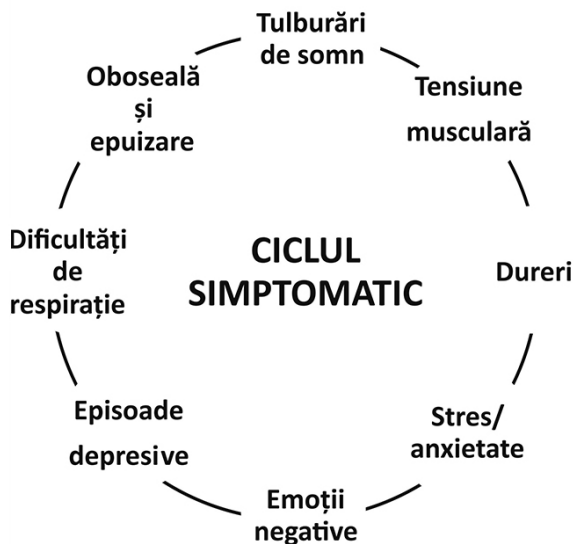 Tulburări
de somn
Tensiune
musculară
Dureri
Stres/
anxietate
Emoții
negative
Episoade
depresive
Dificultăți
de
respirație
Oboseală
și
epuizare
CICLUL
SIMPTOMATIC